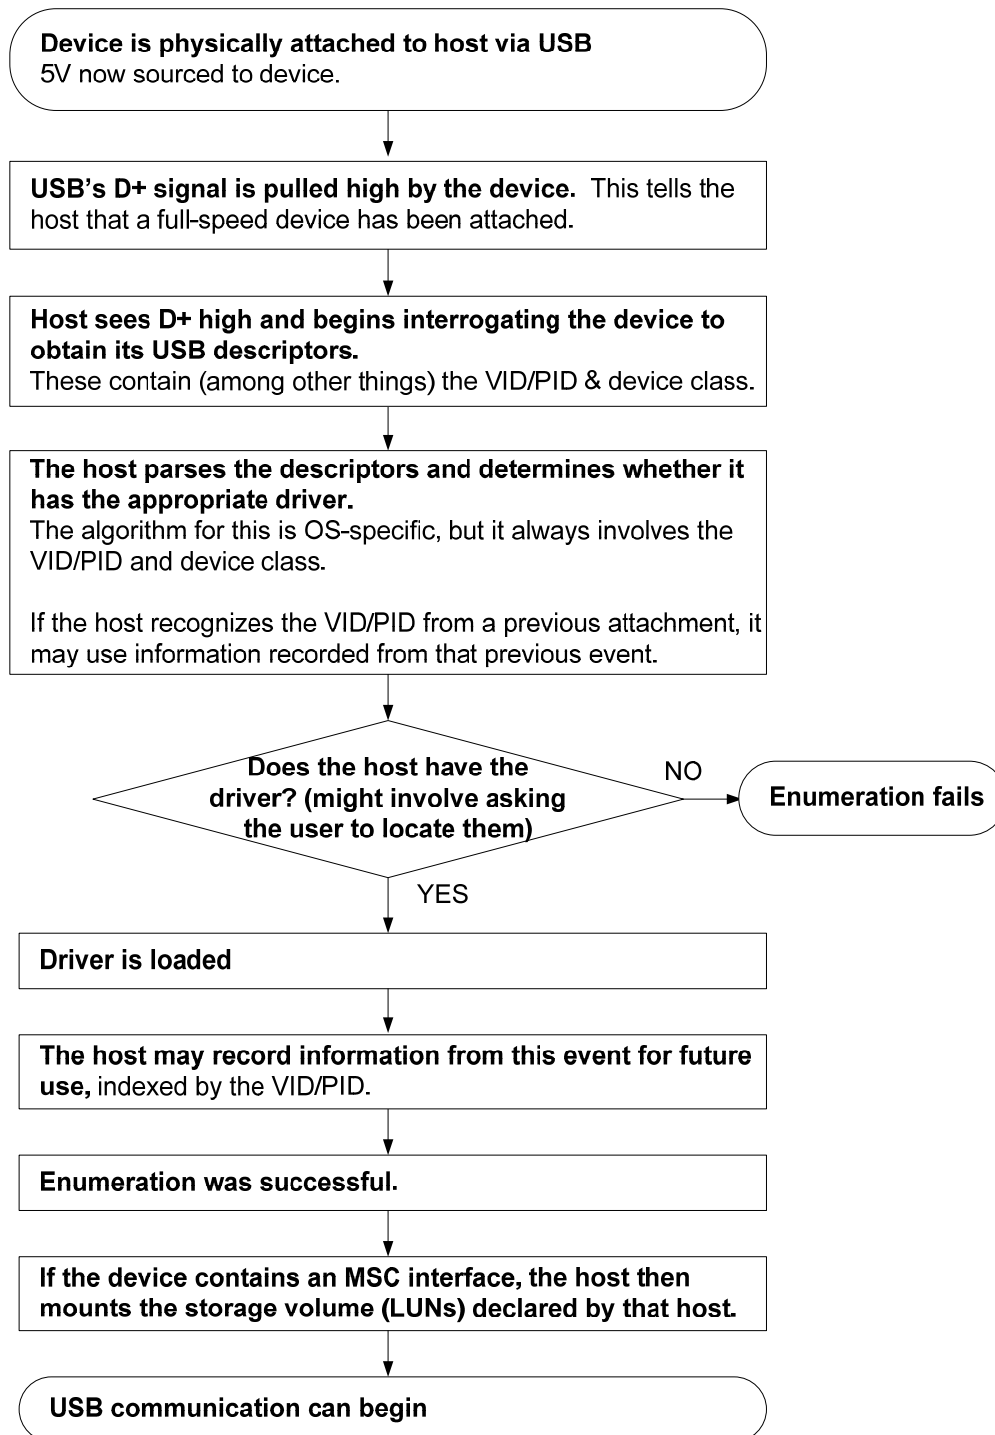 Device is physically attached to host via USB
5V now sourced to device.
USB's D+ signal is pulled high by the device. This tells the
host that a full-speed device has been attached.
Host sees D+ high and begins interrogating the device to
obtain its USB descriptors.
These contain (among other things) the VID/PID & device class.
The host parses the descriptors and determines whether it
has the appropriate driver.
The algorithm for this is OS-specific, but it always involves the
VID/PID and device class.
If the host recognizes the VID/PID from a previous attachment, it
may use information recorded from that previous event.
Does the host have the
driver? (might involve asking
the user to locate them)
NO
Enumeration fails
YES
Driver is loaded
The host may record information from this event for future
use, indexed by the VID/PID.
Enumeration was successful.
If the device contains an MSC interface, the host then
mounts the storage volume (LUNs) declared by that host.
USB communication can begin